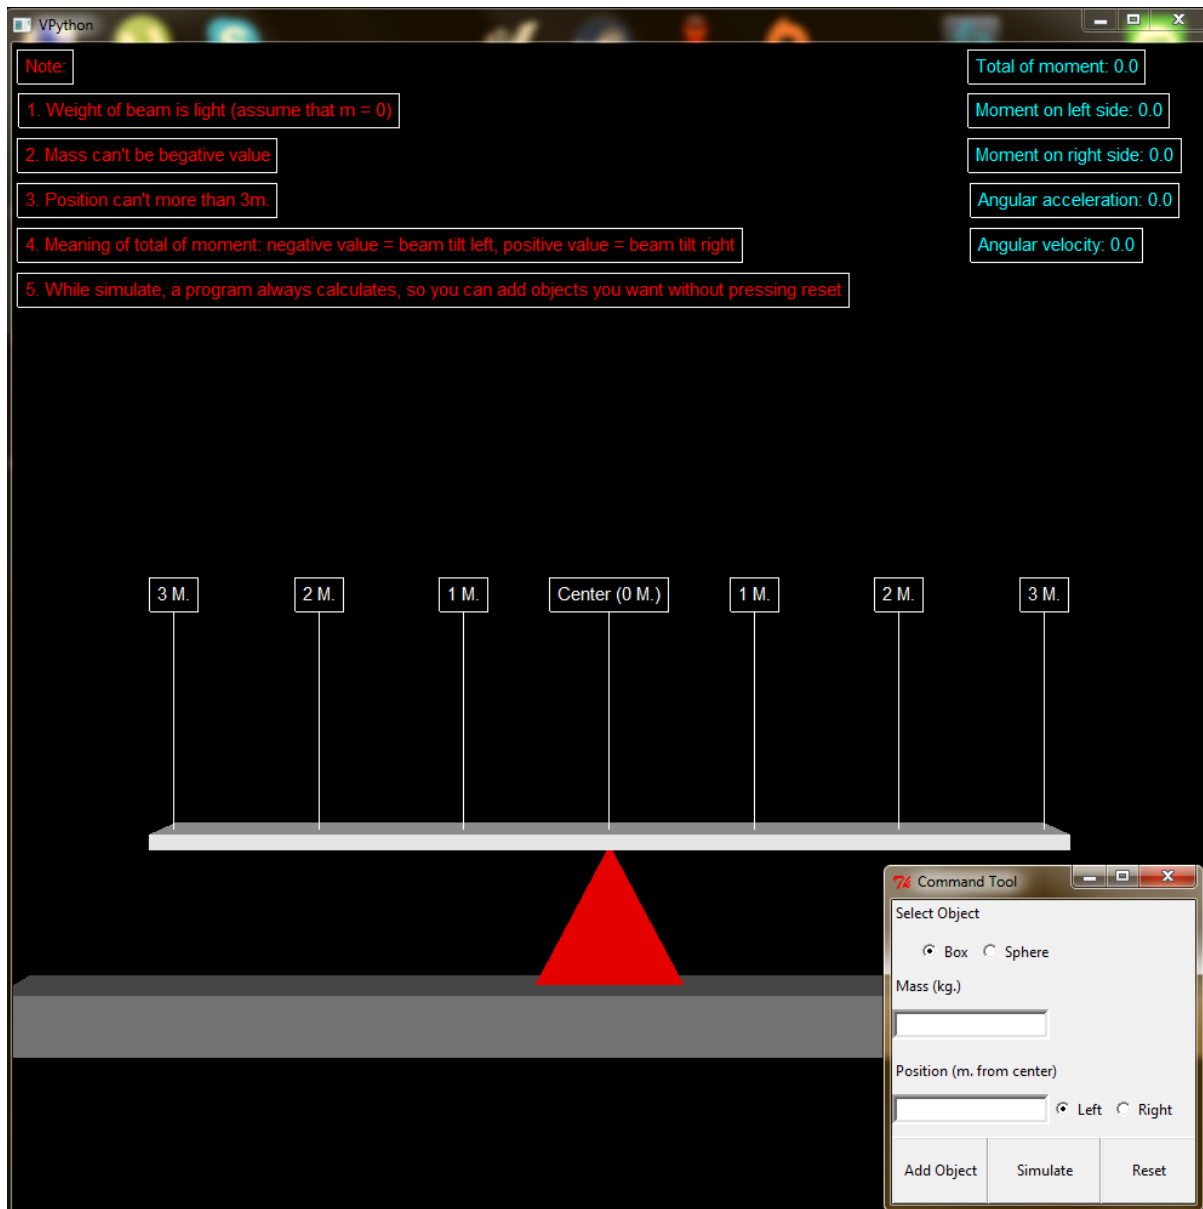 VPython
Note:
Total of moment: 0.0
1. Weight of beam is light (assume that m = 0)
Moment on left side: 0.0
2. Mass can't be begative value
Moment on right side: 0.0
3. Position can't more than 3m.
Angular acceleration: 0.0
4. Meaning of total of moment: negative value = beam tilt left, positive value = beam tilt right
Angular velocity: 0.0
5. While simulate, a program always calculates, so you can add objects you want without pressing reset
3 M. 2 M. 1 M. Center (0 M.) 1 M. 2 M. 3 M.
Command Tool
Select Object
Box Sphere
Mass (kg.)
Position (m. from center)
Left Right
Add Object Simulate Reset